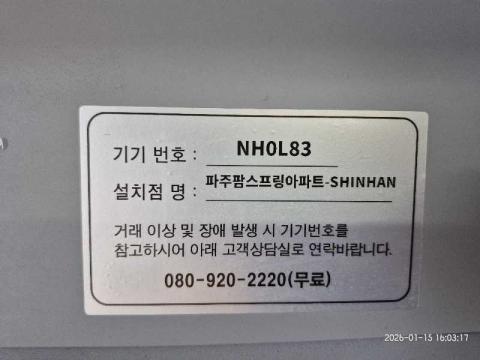 기기 번호 : NH0L83
설치점 명 : 파주팜스프링아파트-SHINHAN
거래 이상 및 장애 발생 시 기기번호를
참고하시어 아래 고객상담실로 연락바랍니다.
080-920-2220(무료)
2026-01-15 16:03:17